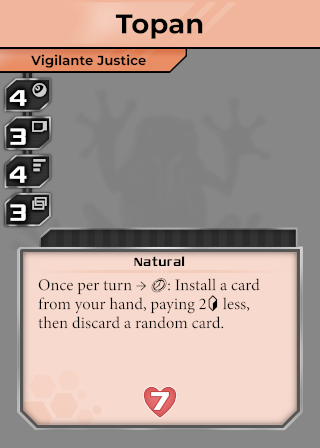 Topan
Vigilante Justice
4
3
4
3
Natural
Once per turn → : Install a card
from your hand, paying 2 less,
then discard a random card.
7